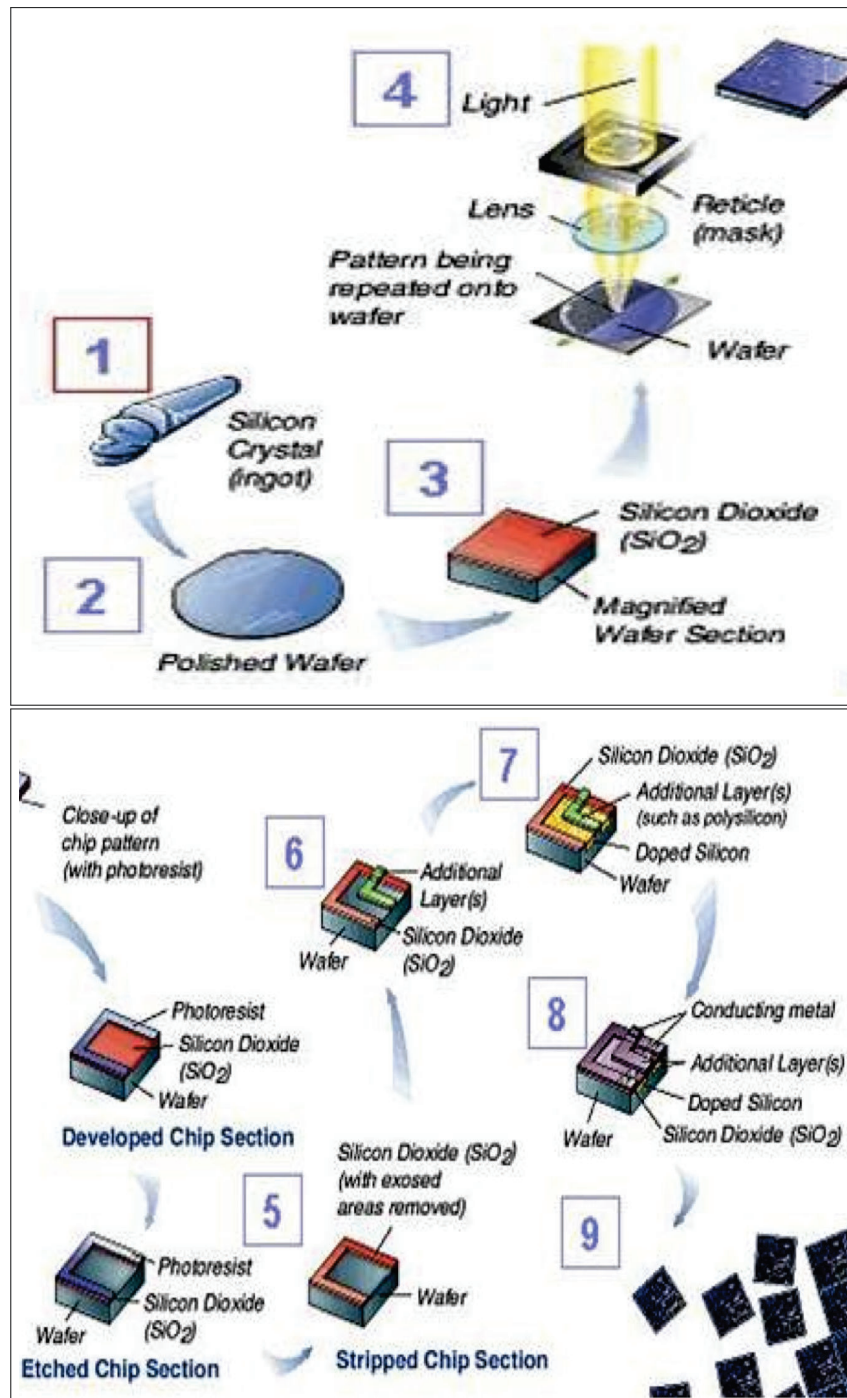 4
Light
Reticle
(mask)
Lens
Pattern being
repeated onto
wafer
Wafer
1
Silicon
Crystal
(ingot)
3
Silicon Dioxide
(SiO2)
Magnified
Wafer Section
2
Polished Wafer
Close-up of
chip pattern
(with photoresist)
Photoresist
Silicon Dioxide
(SiO2)
Wafer
Developed Chip Section
Photoresist
Silicon Dioxide
(SiO2)
Wafer
Etched Chip Section
5
Silicon Dioxide (SiO2)
(with exosed
areas removed)
Wafer
Stripped Chip Section
6
Additional
Layer(s)
Silicon Dioxide
(SiO2)
Wafer
7
Silicon Dioxide (SiO2)
Additional Layer(s)
(such as polysilicon)
Doped Silicon
Wafer
8
Conducting metal
Additional Layer(s)
Doped Silicon
Silicon Dioxide (SiO2)
Wafer
9